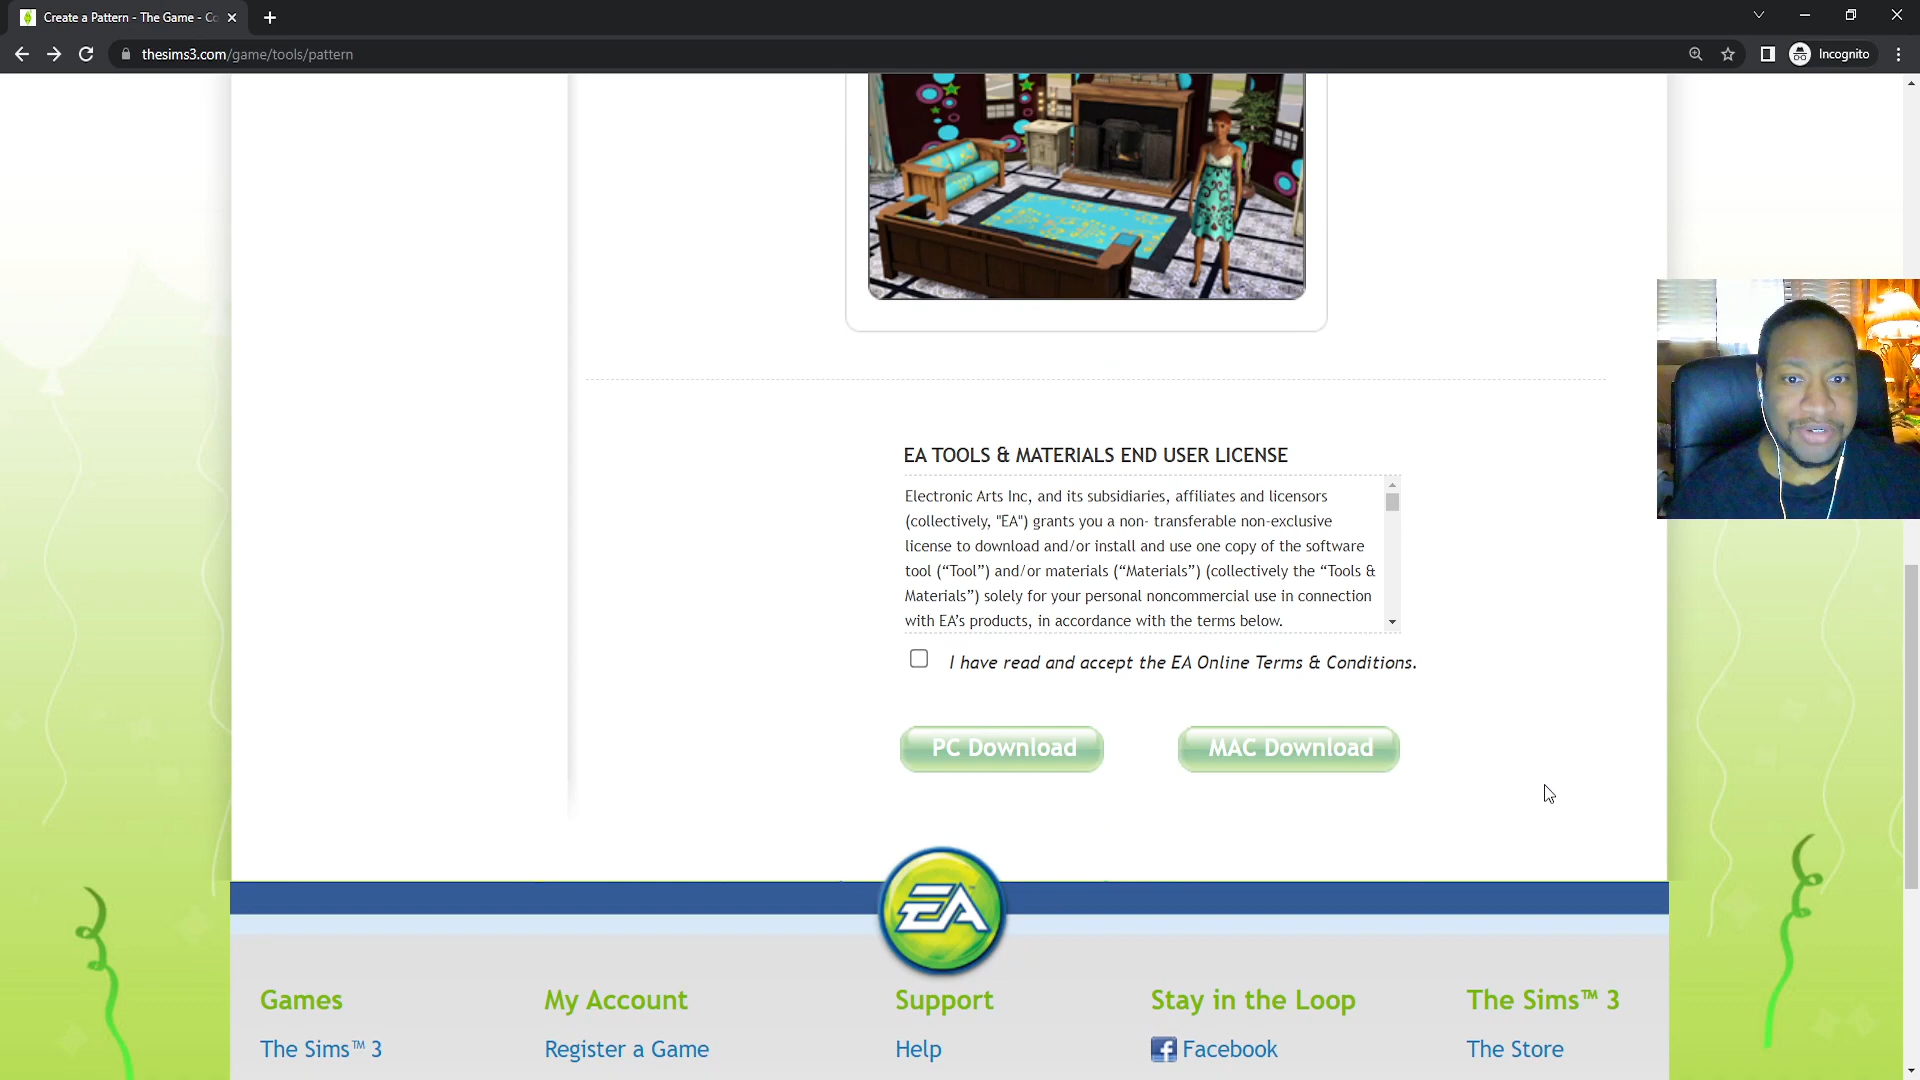 Create a Pattern - The Game - Co
thesims3.com/game/tools/pattern
Incognito
EA TOOLS & MATERIALS END USER LICENSE
Electronic Arts Inc, and its subsidiaries, affiliates and licensors
(collectively, "EA") grants you a non- transferable non-exclusive
license to download and/or install and use one copy of the software
tool (“Tool”) and/or materials (“Materials”) (collectively the “Tools &
Materials”) solely for your personal noncommercial use in connection
with EA’s products, in accordance with the terms below.
I have read and accept the EA Online Terms & Conditions.
PC Download
MAC Download
EA
Games
My Account
Support
Stay in the Loop
The Sims™ 3
The Sims™ 3
Register a Game
Help
Facebook
The Store